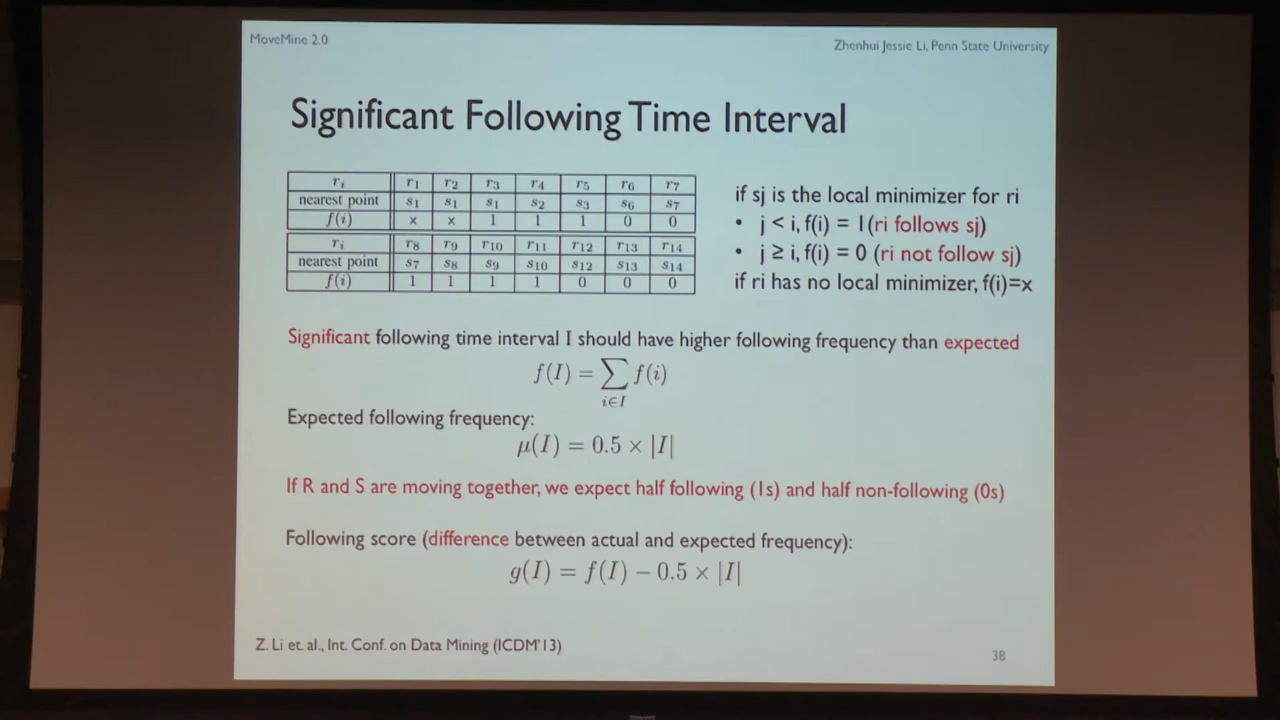 MoveMine 2.0
Zhenhui Jessie Li, Penn State University
Significant Following Time Interval
rᵢ r₁ r₂ r₃ r₄ r₅ r₆ r₇
nearest point s₁ s₁ s₁ s₂ s₃ s₆ s₇
f(i) x x 1 1 1 0 0
rᵢ r₈ r₉ r₁₀ r₁₁ r₁₂ r₁₃ r₁₄
nearest point s₇ s₈ s₉ s₁₀ s₁₂ s₁₃ s₁₄
f(i) 1 1 1 1 0 0 0
if sj is the local minimizer for ri
• j < i, f(i) = 1 (ri follows sj)
• j ≥ i, f(i) = 0 (ri not follow sj)
if ri has no local minimizer, f(i)=x
Significant following time interval I should have higher following frequency than expected
f(I) = ∑ f(i)
i∈I
Expected following frequency:
μ(I) = 0.5 × |I|
If R and S are moving together, we expect half following (1s) and half non-following (0s)
Following score (difference between actual and expected frequency):
g(I) = f(I) − 0.5 × |I|
Z. Li et. al., Int. Conf. on Data Mining (ICDM'13)
38